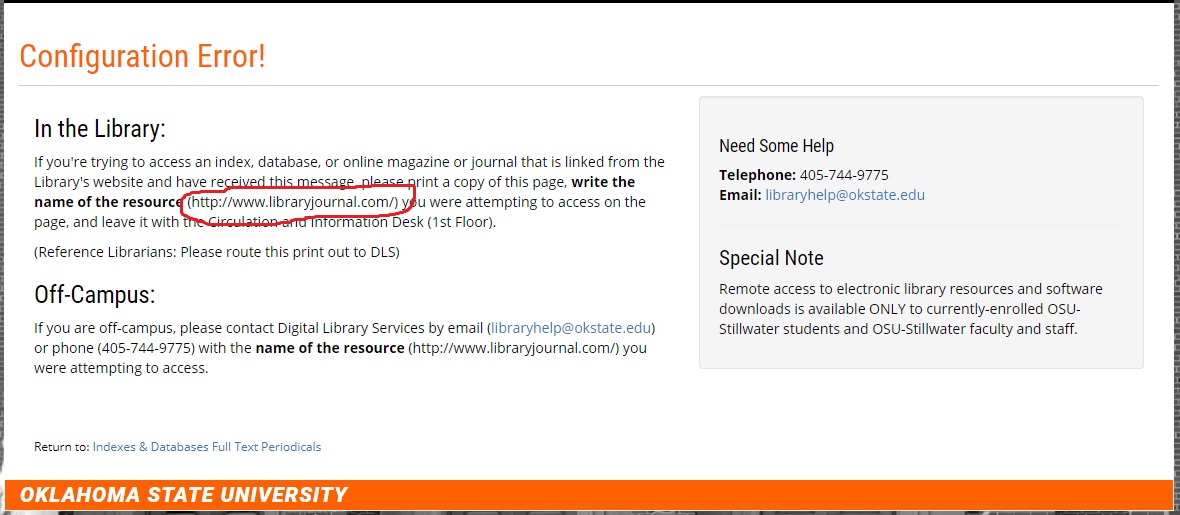 Configuration Error!
In the Library:
If you're trying to access an index, database, or online magazine or journal that is linked from the
Library's website and have received this message, please print a copy of this page, write the
name of the resource (http://www.libraryjournal.com/) you were attempting to access on the
page, and leave it with the Circulation and Information Desk (1st Floor).
(Reference Librarians: Please route this print out to DLS)
Off-Campus:
If you are off-campus, please contact Digital Library Services by email (libraryhelp@okstate.edu)
or phone (405-744-9775) with the name of the resource (http://www.libraryjournal.com/) you
were attempting to access.
Need Some Help
Telephone: 405-744-9775
Email: libraryhelp@okstate.edu
Special Note
Remote access to electronic library resources and software
downloads is available ONLY to currently-enrolled OSU-
Stillwater students and OSU-Stillwater faculty and staff.
Return to: Indexes & Databases Full Text Periodicals
OKLAHOMA STATE UNIVERSITY